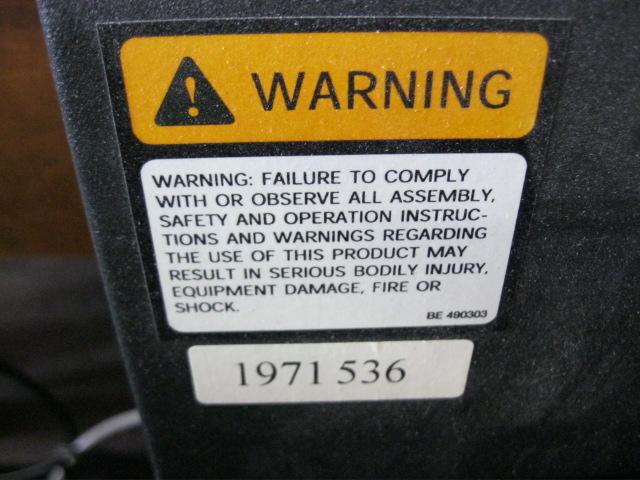 WARNING
WARNING: FAILURE TO COMPLY
WITH OR OBSERVE ALL ASSEMBLY,
SAFETY AND OPERATION INSTRUC-
TIONS AND WARNINGS REGARDING
THE USE OF THIS PRODUCT MAY
RESULT IN SERIOUS BODILY INJURY,
EQUIPMENT DAMAGE, FIRE OR
SHOCK.
BE 490303
1971 536